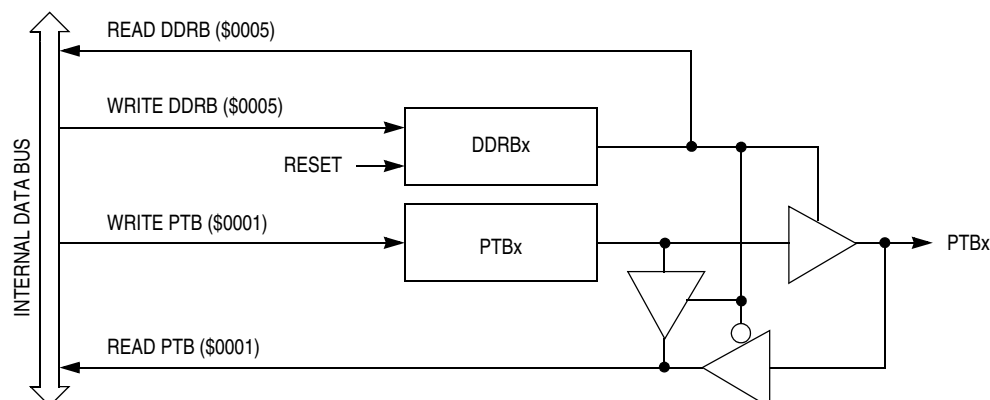 READ DDRB ($0005)
WRITE DDRB ($0005)
DDRBx
RESET
INTERNAL DATA BUS
WRITE PTB ($0001)
PTBx
PTBx
READ PTB ($0001)